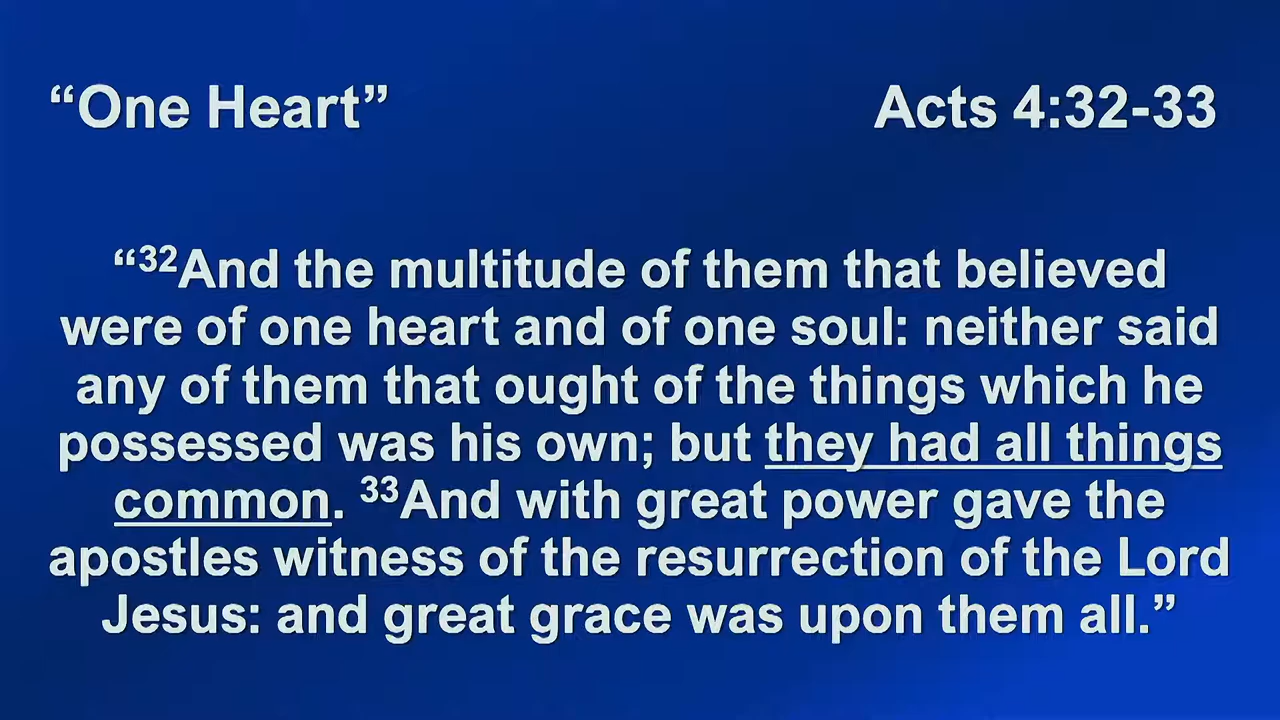 “One Heart” Acts 4:32-33
“32And the multitude of them that believed
were of one heart and of one soul: neither said
any of them that ought of the things which he
possessed was his own; but they had all things
common. 33And with great power gave the
apostles witness of the resurrection of the Lord
Jesus: and great grace was upon them all.”